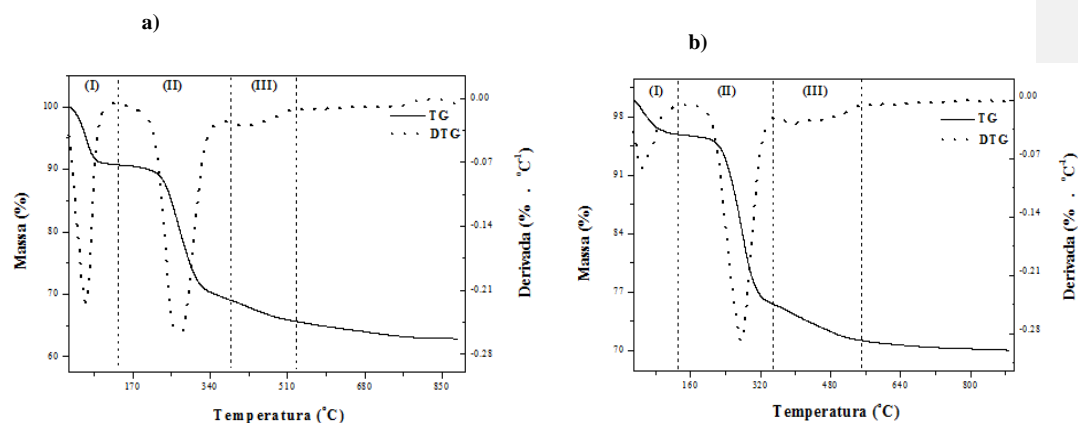 a)
(I) (II) (III)
100
90
80
70
60
Massa (%)
TG
DTG
0.00
-0.07
-0.14
-0.21
-0.28
Derivada (% . °C-1)
170 340 510 680 850
Temperatura (°C)
b)
(I) (II) (III)
98
91
84
77
70
Massa (%)
TG
DTG
0.00
-0.07
-0.14
-0.21
-0.28
Derivada (% . °C-1)
160 320 480 640 800
Temperatura (°C)